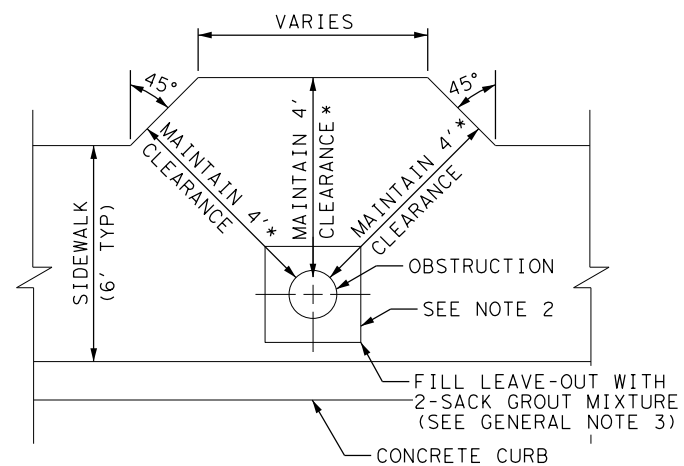 VARIES
45°
45°
MAINTAIN 4'*
CLEARANCE
MAINTAIN 4'
CLEARANCE*
MAINTAIN 4'*
CLEARANCE
SIDEWALK
(6' TYP)
OBSTRUCTION
SEE NOTE 2
FILL LEAVE-OUT WITH
2-SACK GROUT MIXTURE
(SEE GENERAL NOTE 3)
CONCRETE CURB